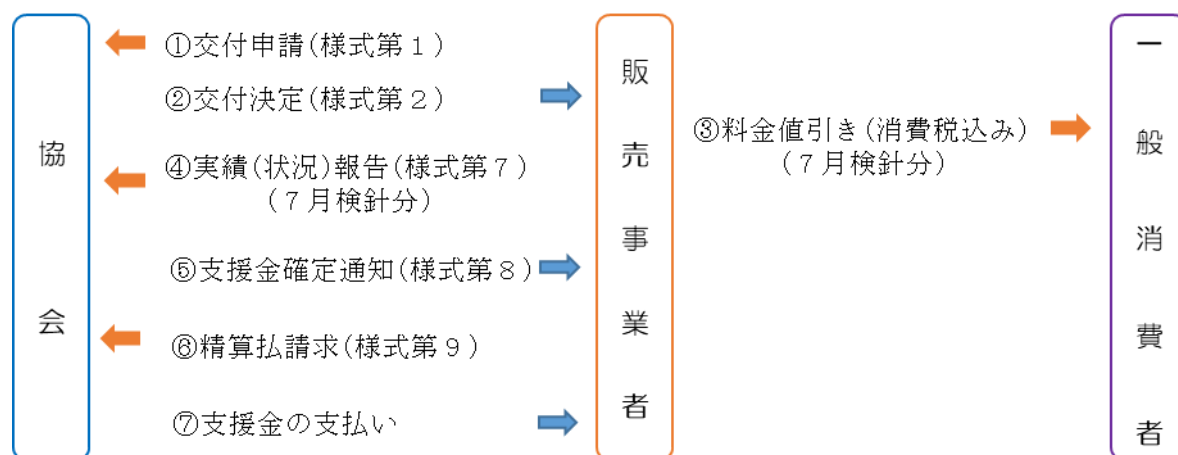 協会
①交付申請(様式第１)
②交付決定(様式第２)
④実績(状況)報告(様式第７)
(７月検針分)
⑤支援金確定通知(様式第８)
⑥精算払請求(様式第９)
⑦支援金の支払い
販売事業者
③料金値引き(消費税込み)
(７月検針分)
一般消費者